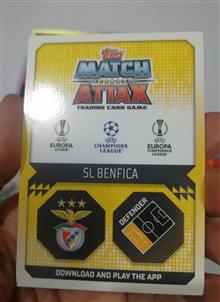 Topps
MATCH
ATTAX
TRADING CARD GAME
UEFA
EUROPA
LEAGUE
UEFA
CHAMPIONS
LEAGUE
UEFA
EUROPA
CONFERENCE
LEAGUE
SL BENFICA
DEFENDER
DOWNLOAD AND PLAY THE APP